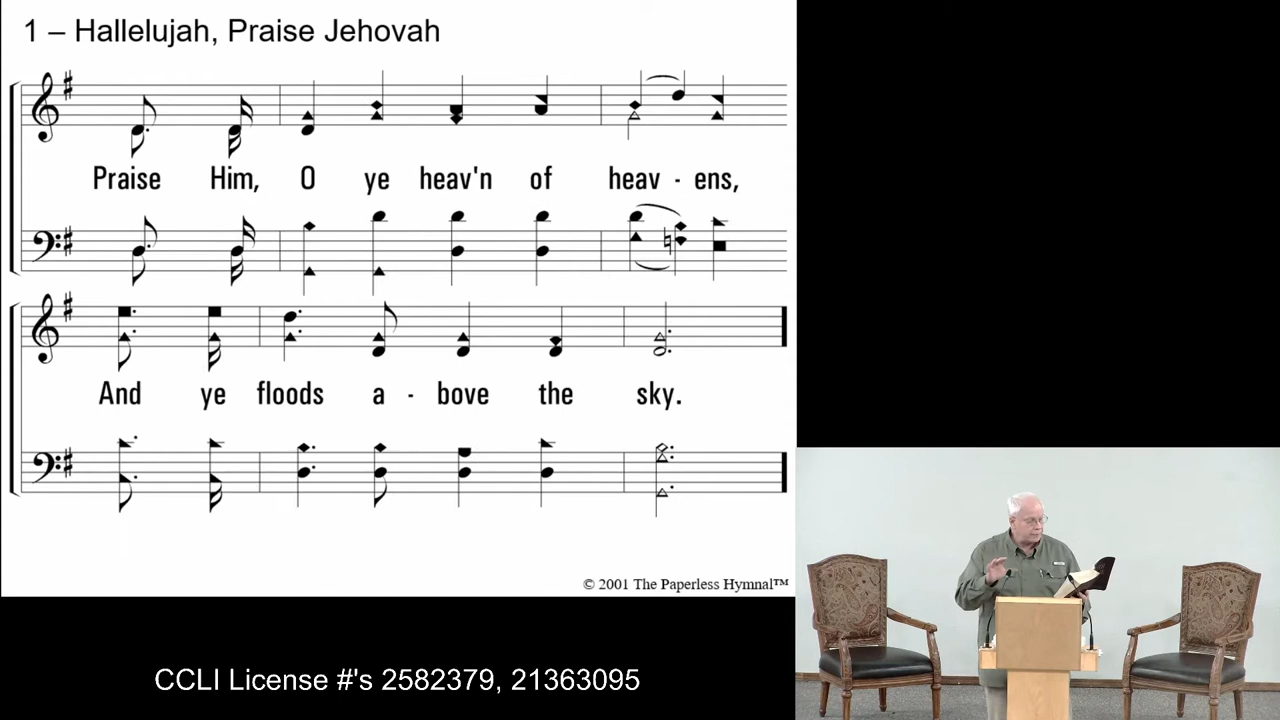 1 – Hallelujah, Praise Jehovah
Praise Him, O ye heav'n of heav - ens,
And ye floods a - bove the sky.
© 2001 The Paperless Hymnal™
CCLI License #'s 2582379, 21363095